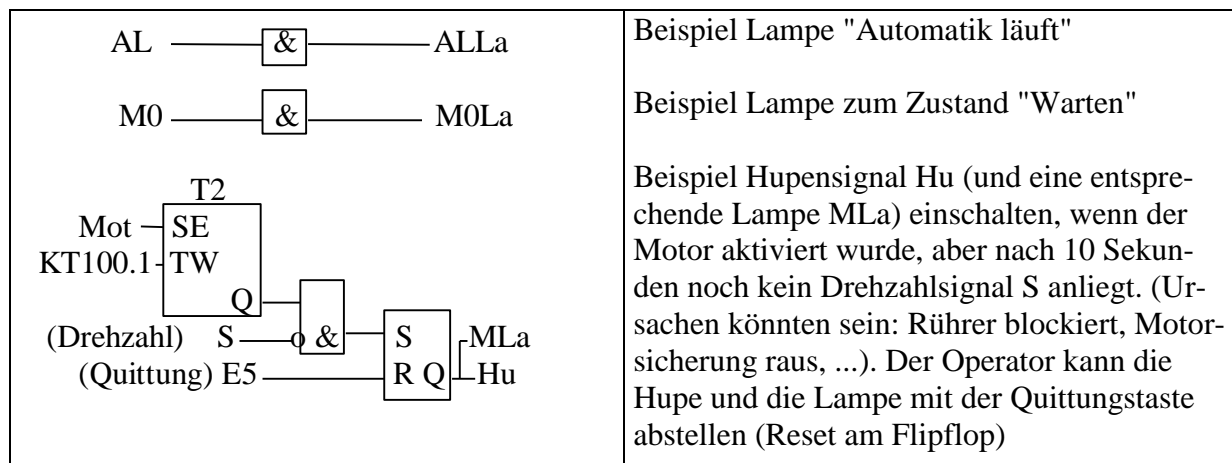 AL & ALLa
M0 & M0La
T2
Mot SE
KT100.1 TW
Q
(Drehzahl) S o & S MLa
(Quittung) E5 R Q Hu
Beispiel Lampe "Automatik läuft"
Beispiel Lampe zum Zustand "Warten"
Beispiel Hupensignal Hu (und eine entspre-
chende Lampe MLa) einschalten, wenn der
Motor aktiviert wurde, aber nach 10 Sekun-
den noch kein Drehzahlsignal S anliegt. (Ur-
sachen könnten sein: Rührer blockiert, Motor-
sicherung raus, ...). Der Operator kann die
Hupe und die Lampe mit der Quittungstaste
abstellen (Reset am Flipflop)